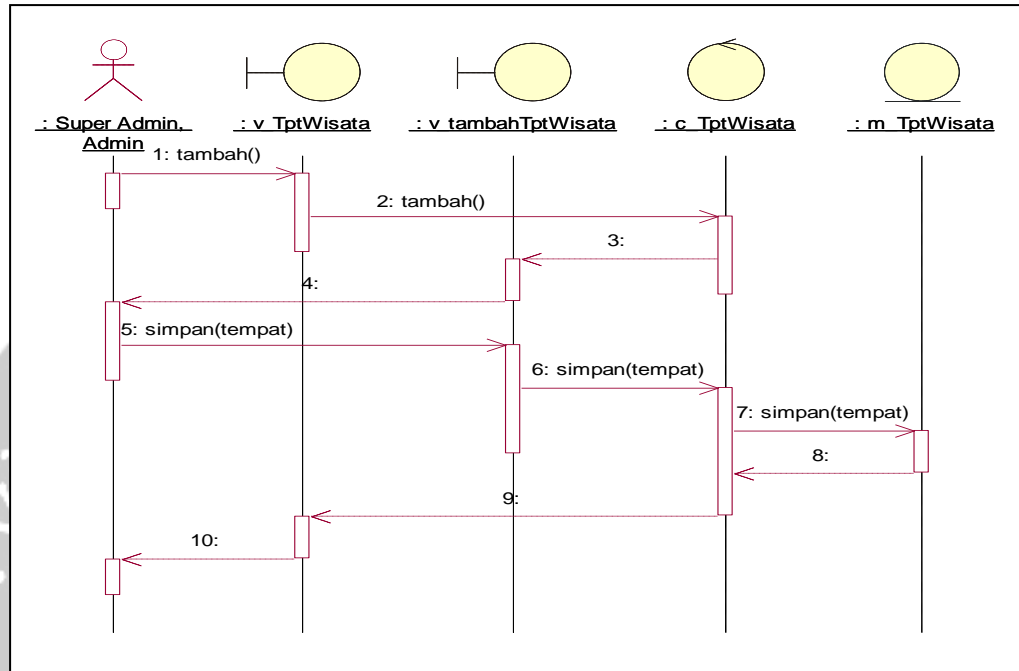 : Super Admin,
Admin
: v_TptWisata
: v_tambahTptWisata
: c_TptWisata
: m_TptWisata
1: tambah()
2: tambah()
3:
4:
5: simpan(tempat)
6: simpan(tempat)
7: simpan(tempat)
8:
9:
10: